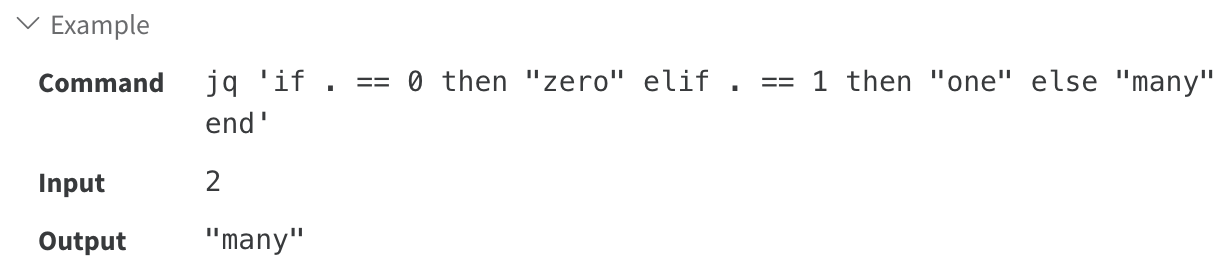 Example
Command jq 'if . == 0 then "zero" elif . == 1 then "one" else "many"
end'
Input 2
Output "many"